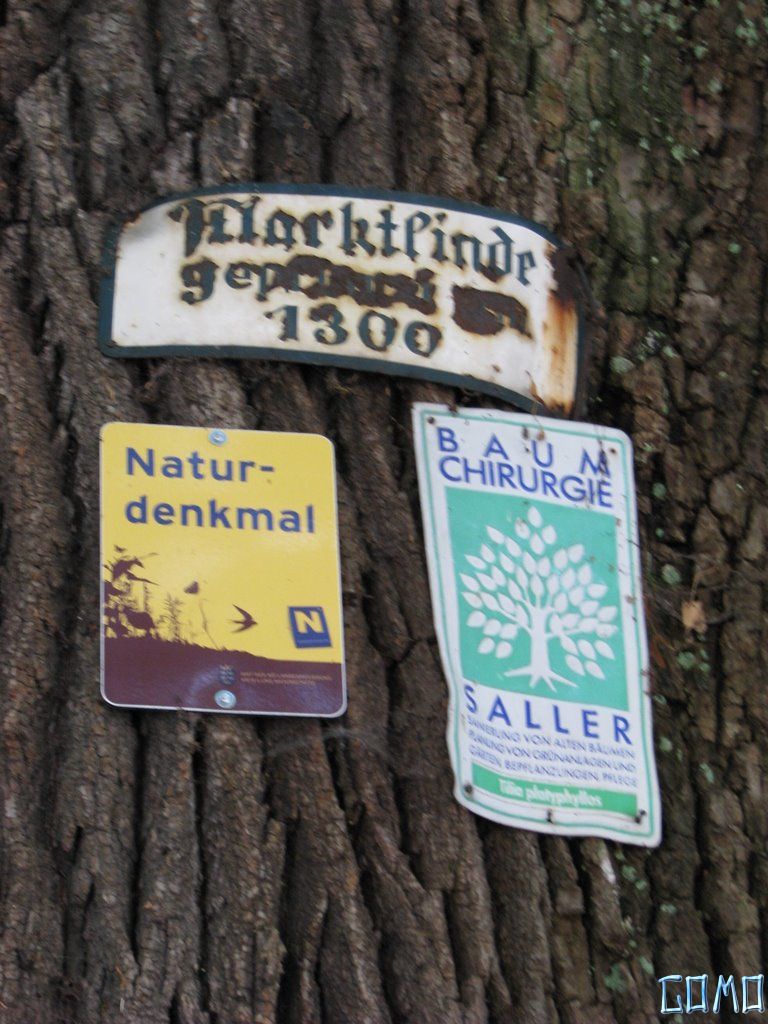 Marktlinde
1300
Natur-
denkmal
N
BAUM
CHIRURGIE
SALLER
SANIERUNG VON ALTEN BÄUMEN
PLANUNG VON GRÜNANLAGEN UND
GÄRTEN, BEPFLANZUNGEN, PFLEGE
Tilia platyphyllos
COMO